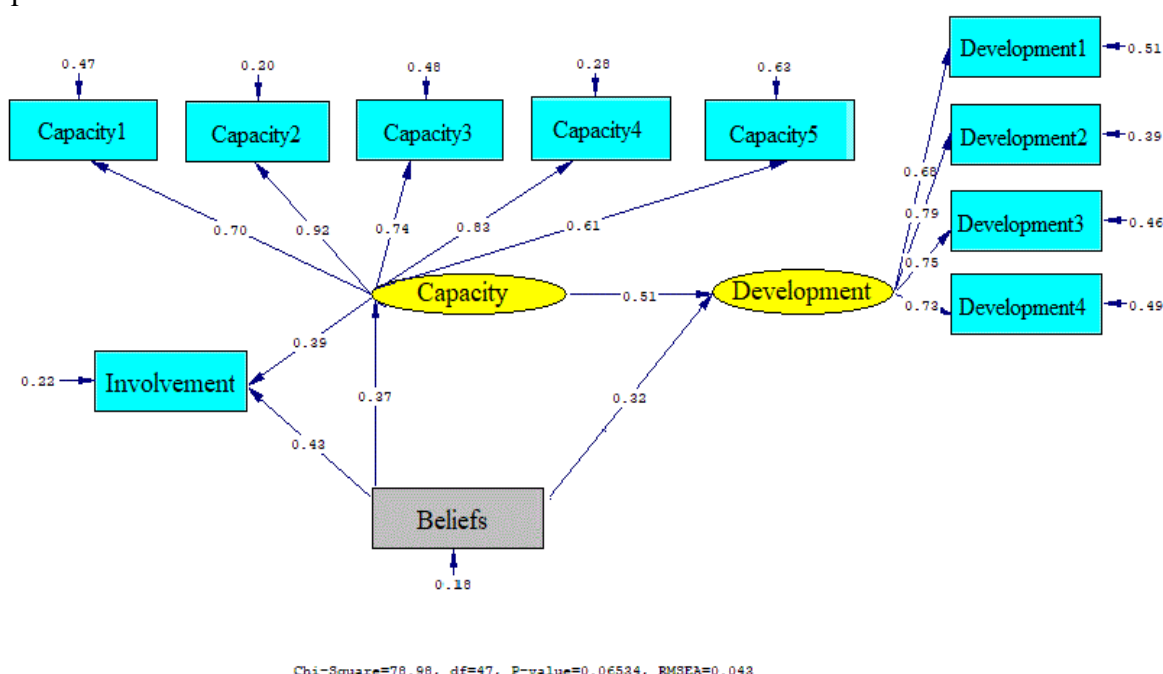 Development1
0.51
0.47
0.20
0.48
0.28
0.63
Capacity1
Capacity2
Capacity3
Capacity4
Capacity5
Development2
0.39
0.68
0.79
Development3
0.46
0.70
0.92
0.74
0.83
0.61
0.75
Capacity
0.51
Development
0.73
Development4
0.49
0.39
0.22
Involvement
0.37
0.32
0.43
Beliefs
0.18
Chi-Square=78.98, df=47, P-value=0.06534, RMSEA=0.043